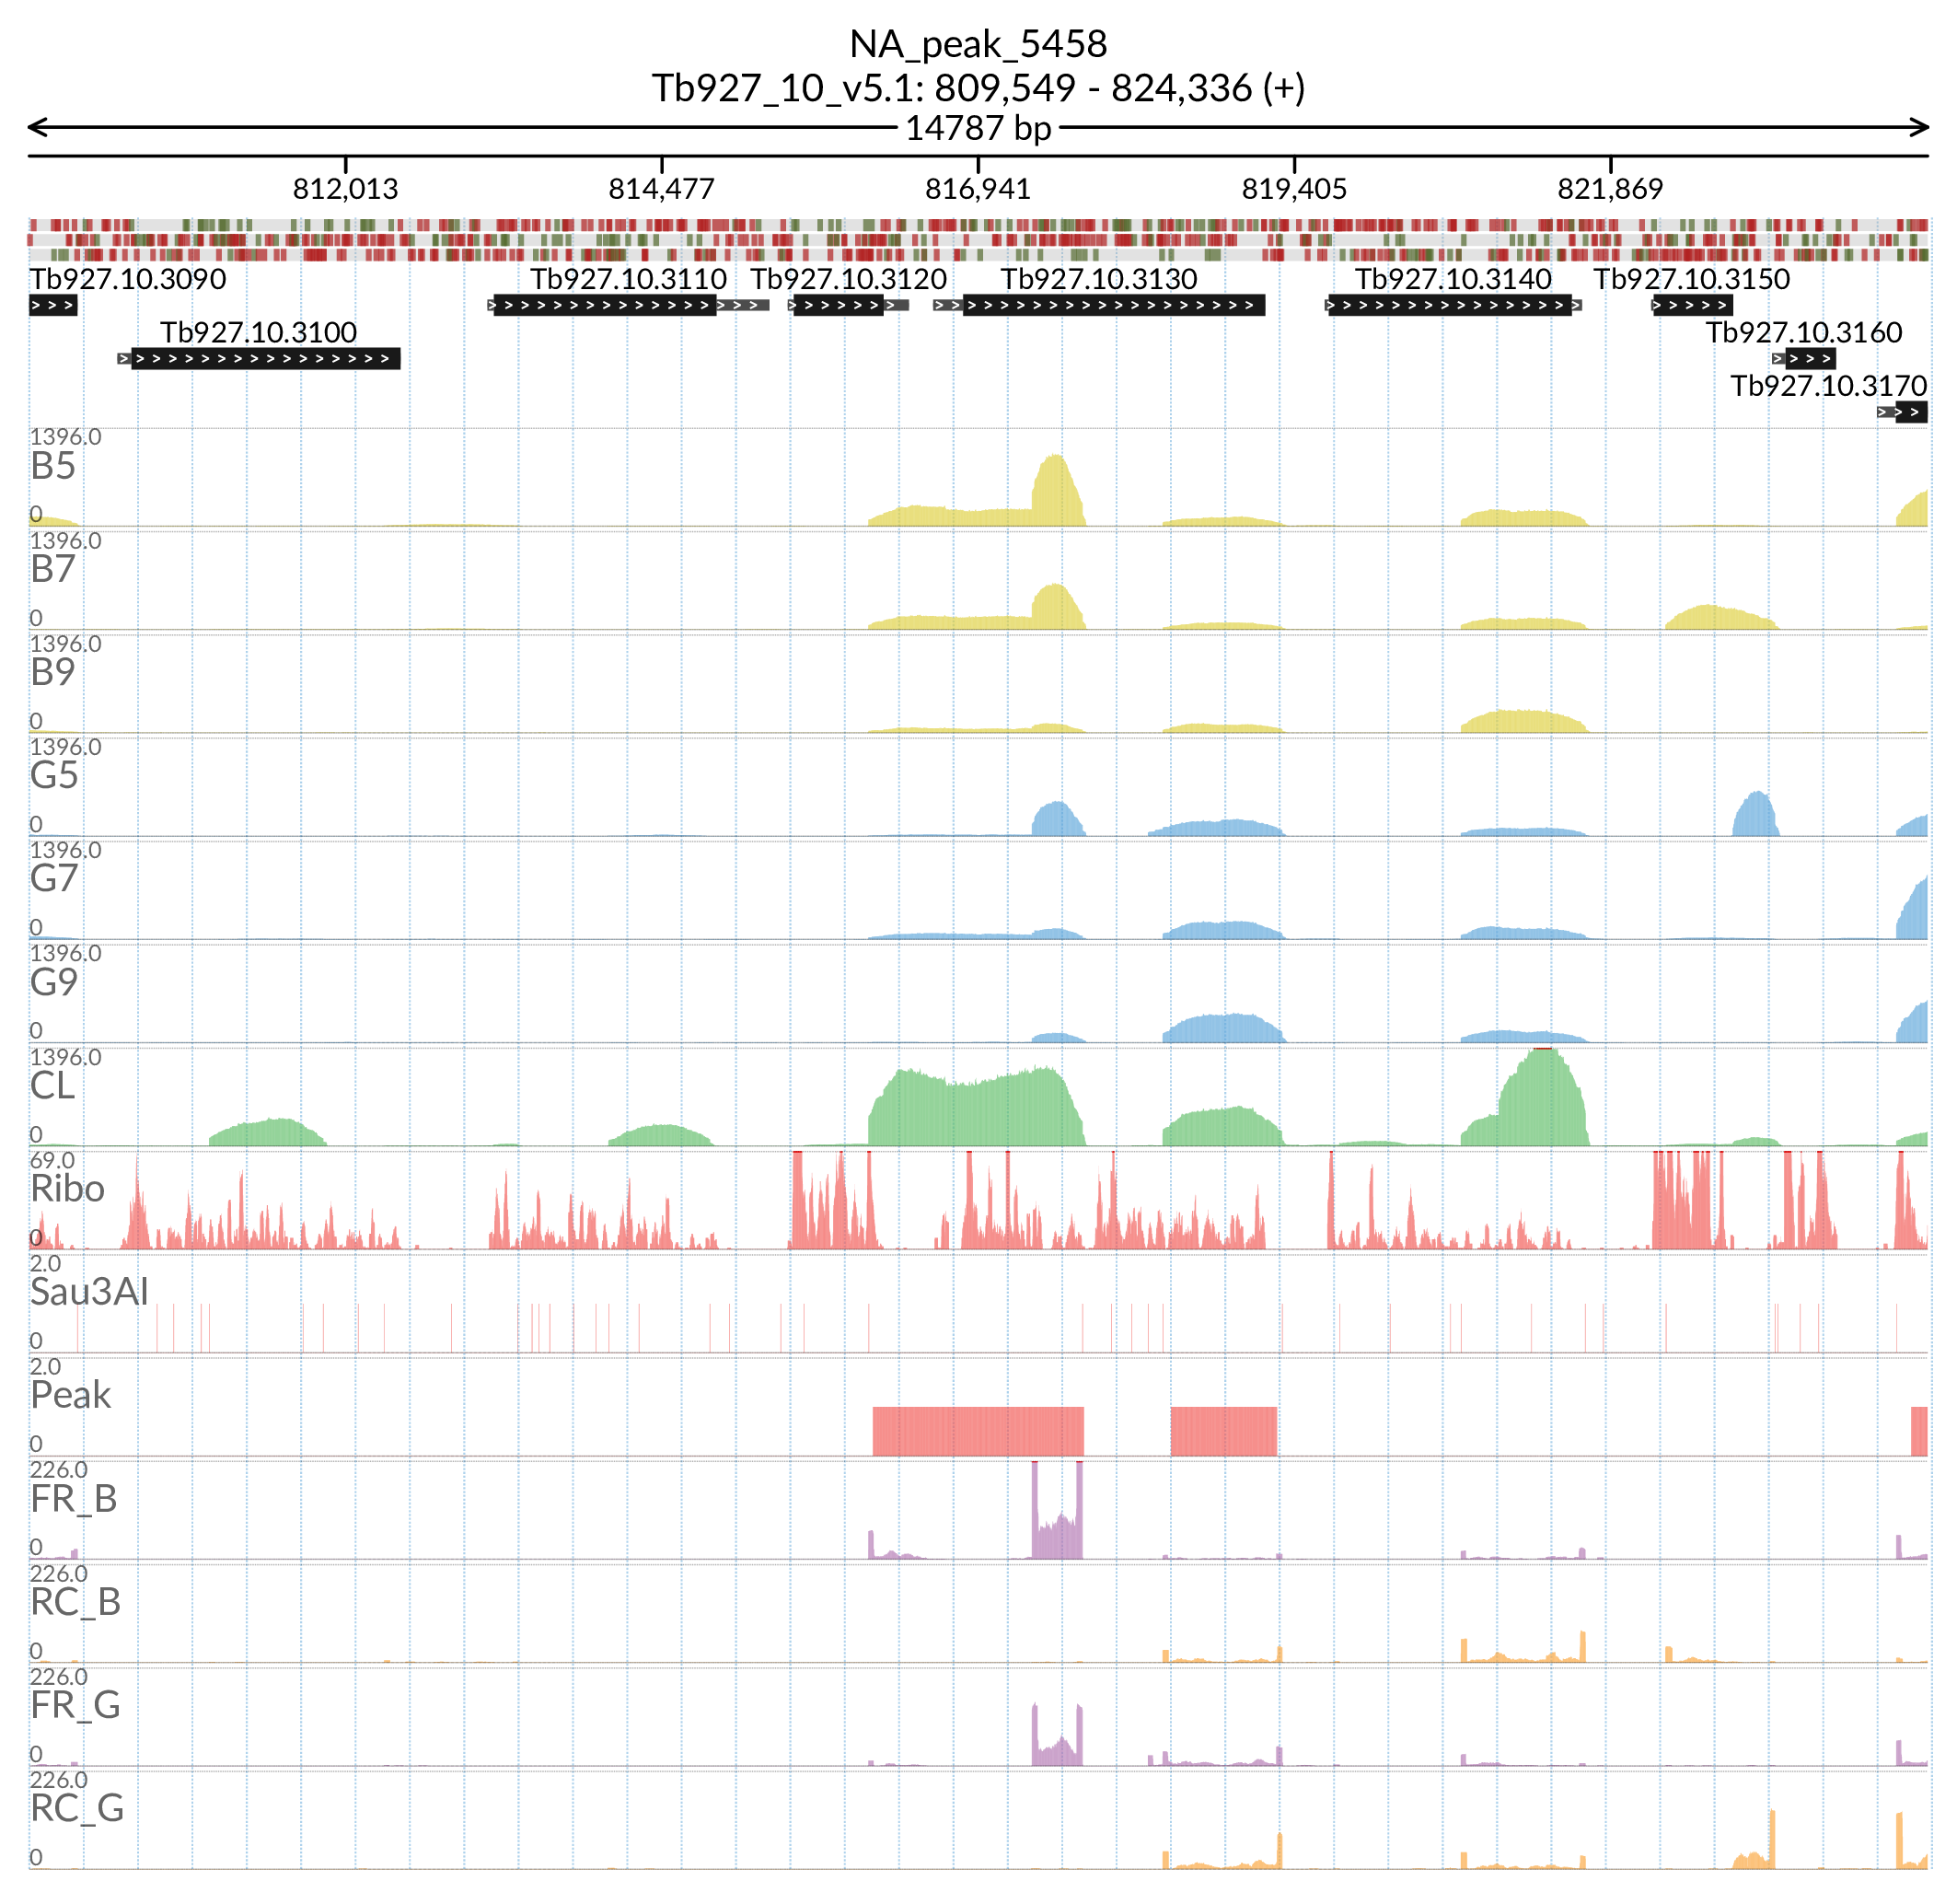 NA_peak_5458
Tb927_10_v5.1: 809,549 - 824,336 (+)
14787 bp
812,013 814,477 816,941 819,405 821,869
Tb927.10.3090 Tb927.10.3110 Tb927.10.3120 Tb927.10.3130 Tb927.10.3140 Tb927.10.3150
Tb927.10.3100 Tb927.10.3160
Tb927.10.3170
1396.0
B5
0
1396.0
B7
0
1396.0
B9
0
1396.0
G5
0
1396.0
G7
0
1396.0
G9
0
1396.0
CL
0
69.0
Ribo
0
2.0
Sau3AI
0
2.0
Peak
0
226.0
FR_B
0
226.0
RC_B
0
226.0
FR_G
0
226.0
RC_G
0